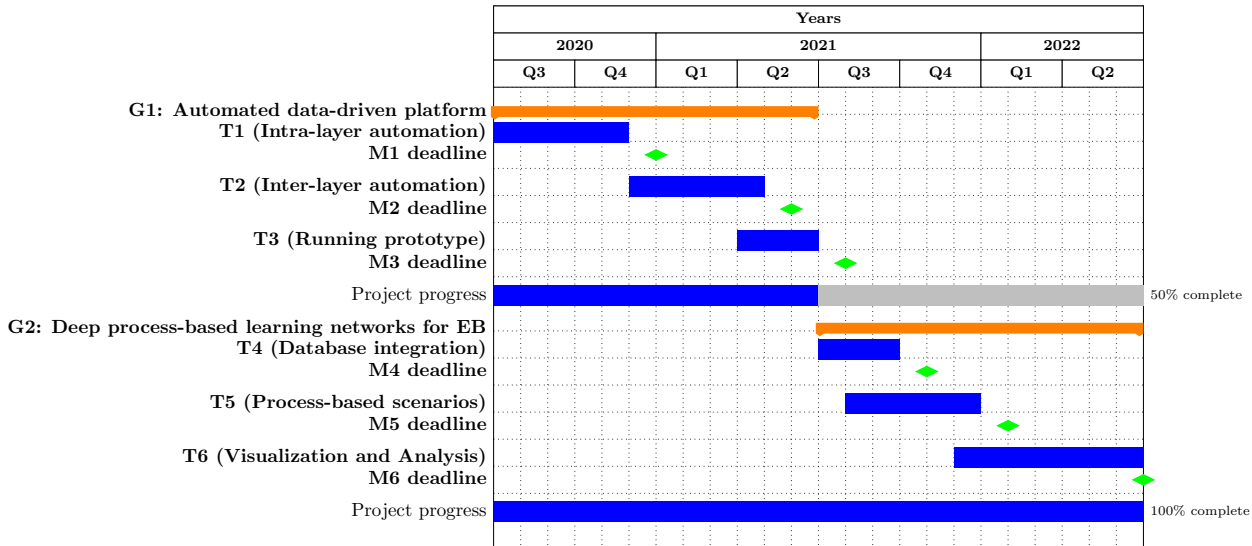 Years
2020 2021 2022
Q3 Q4 Q1 Q2 Q3 Q4 Q1 Q2
G1: Automated data-driven platform
T1 (Intra-layer automation)
M1 deadline
T2 (Inter-layer automation)
M2 deadline
T3 (Running prototype)
M3 deadline
Project progress 50% complete
G2: Deep process-based learning networks for EB
T4 (Database integration)
M4 deadline
T5 (Process-based scenarios)
M5 deadline
T6 (Visualization and Analysis)
M6 deadline
Project progress 100% complete